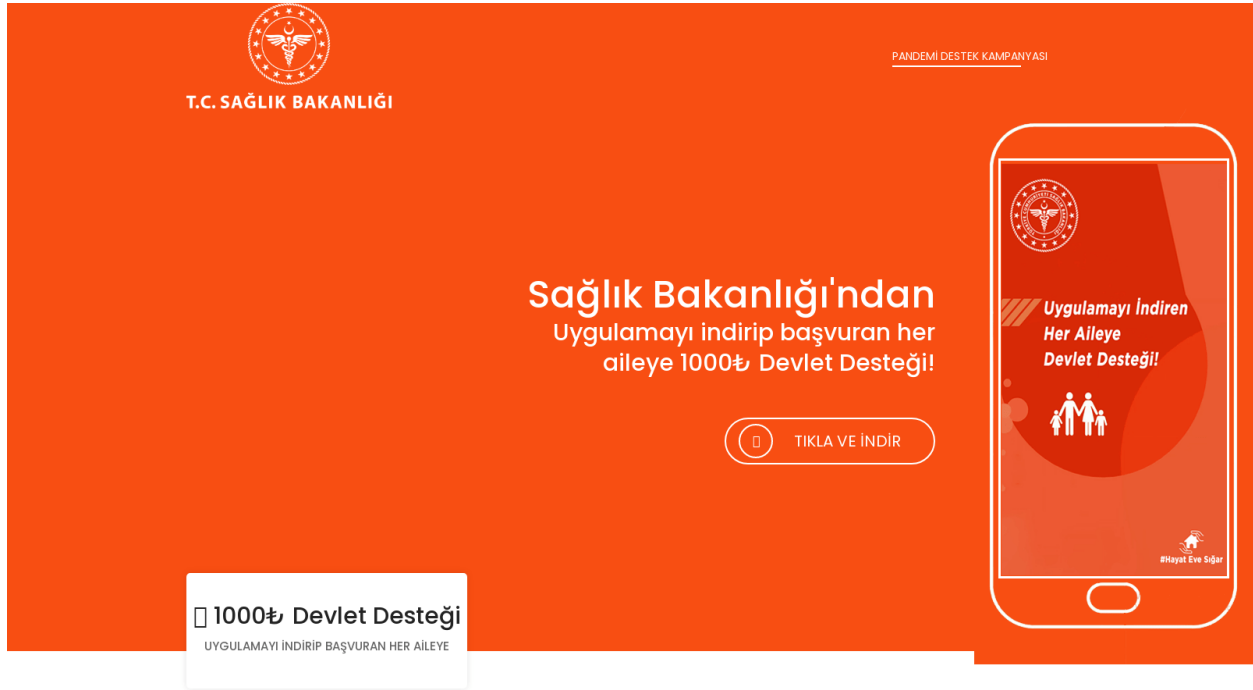 T.C. SAĞLIK BAKANLIĞI
PANDEMİ DESTEK KAMPANYASI
Sağlık Bakanlığı'ndan
Uygulamayı indirip başvuran her
aileye 1000₺ Devlet Desteği!
TIKLA VE İNDİR
Uygulamayı İndiren
Her Aileye
Devlet Desteği!
#Hayat Eve Sığar
1000₺ Devlet Desteği
UYGULAMAYI İNDİRİP BAŞVURAN HER AİLEYE